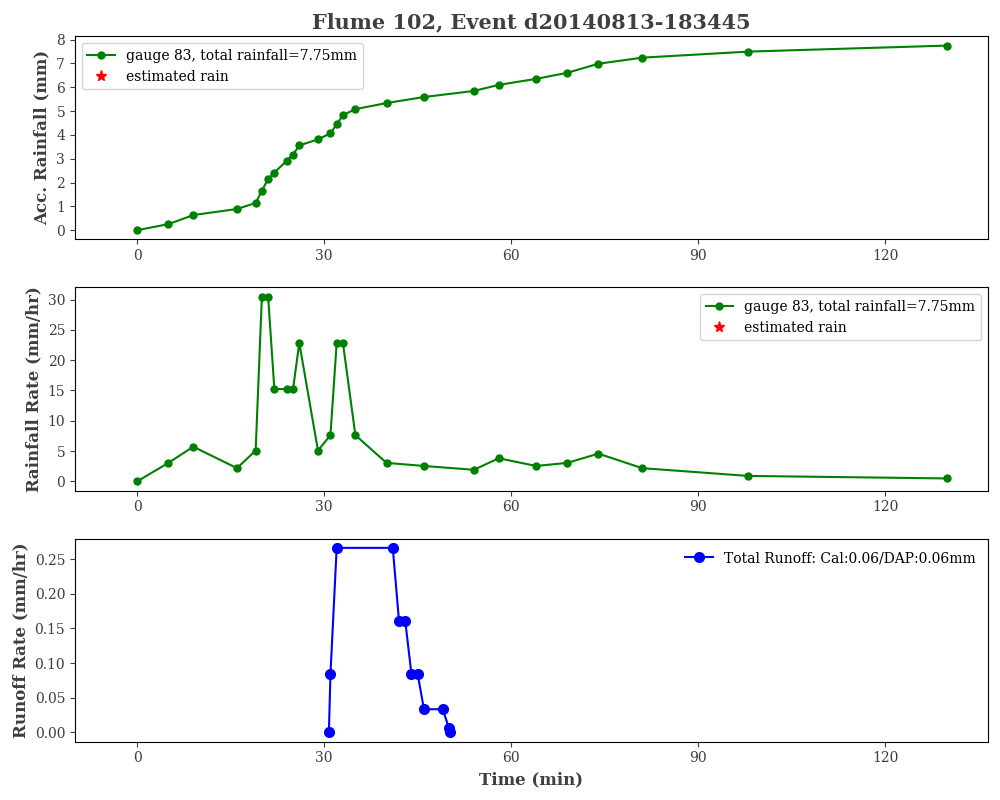 Flume 102, Event d20140813-183445
Acc. Rainfall (mm)
8
7
6
5
4
3
2
1
0
gauge 83, total rainfall=7.75mm
estimated rain
0 30 60 90 120
Rainfall Rate (mm/hr)
30
25
20
15
10
5
0
gauge 83, total rainfall=7.75mm
estimated rain
0 30 60 90 120
Runoff Rate (mm/hr)
0.25
0.20
0.15
0.10
0.05
0.00
Total Runoff: Cal:0.06/DAP:0.06mm
0 30 60 90 120
Time (min)